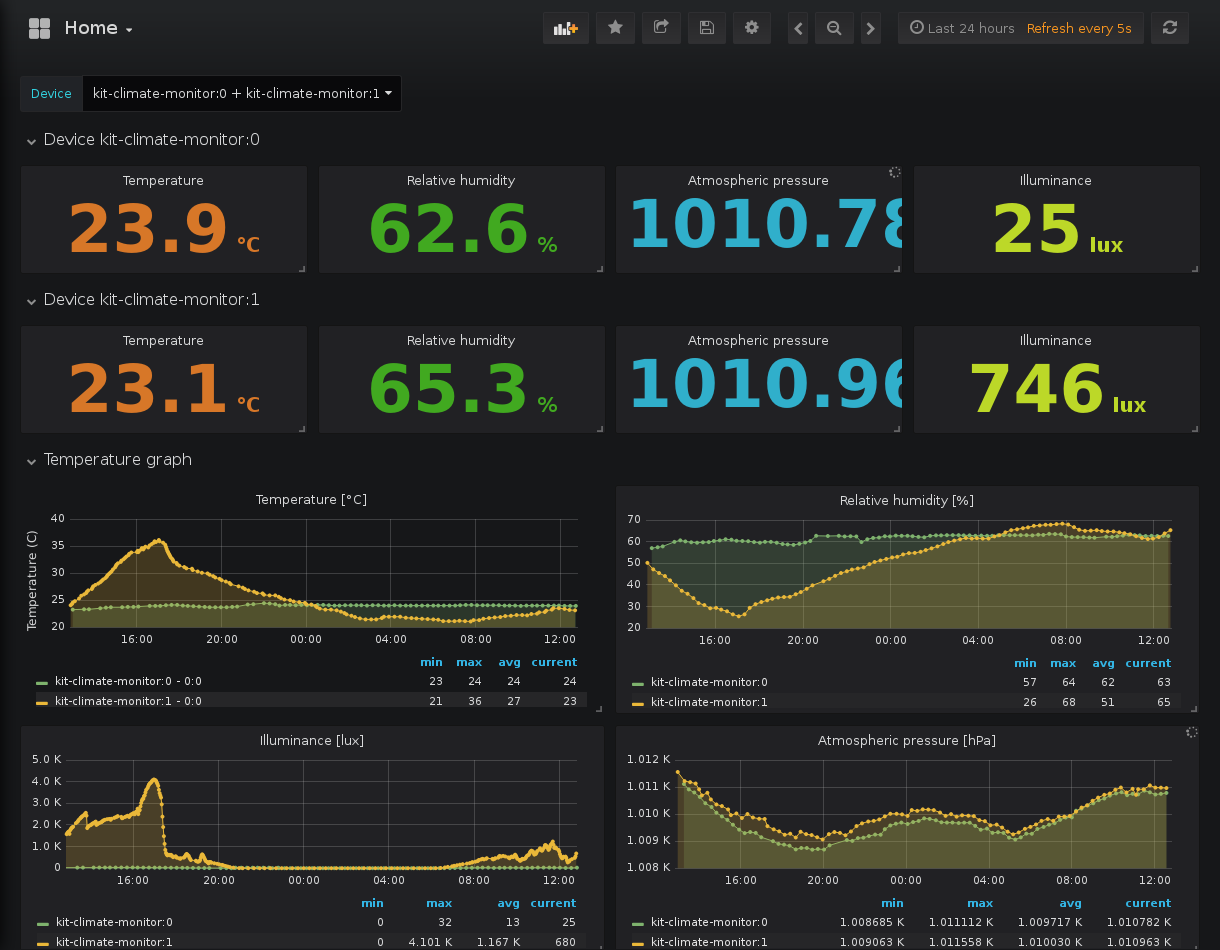 Home
Last 24 hours Refresh every 5s
Device kit-climate-monitor:0 + kit-climate-monitor:1
Device kit-climate-monitor:0
Temperature Relative humidity Atmospheric pressure Illuminance
23.9 °C 62.6 % 1010.78 25 lux
Device kit-climate-monitor:1
Temperature Relative humidity Atmospheric pressure Illuminance
23.1 °C 65.3 % 1010.96 746 lux
Temperature graph
Temperature [°C]
Temperature (C)
40
35
30
25
20
16:00 20:00 00:00 04:00 08:00 12:00
min max avg current
kit-climate-monitor:0 - 0:0 23 24 24 24
kit-climate-monitor:1 - 0:0 21 36 27 23
Relative humidity [%]
70
60
50
40
30
20
16:00 20:00 00:00 04:00 08:00 12:00
min max avg current
kit-climate-monitor:0 57 64 62 63
kit-climate-monitor:1 26 68 51 65
Illuminance [lux]
5.0 K
4.0 K
3.0 K
2.0 K
1.0 K
0
16:00 20:00 00:00 04:00 08:00 12:00
min max avg current
kit-climate-monitor:0 0 32 13 25
kit-climate-monitor:1 0 4.101 K 1.167 K 680
Atmospheric pressure [hPa]
1.012 K
1.011 K
1.010 K
1.009 K
1.008 K
16:00 20:00 00:00 04:00 08:00 12:00
min max avg current
kit-climate-monitor:0 1.008685 K 1.011112 K 1.009717 K 1.010782 K
kit-climate-monitor:1 1.009063 K 1.011558 K 1.010030 K 1.010963 K